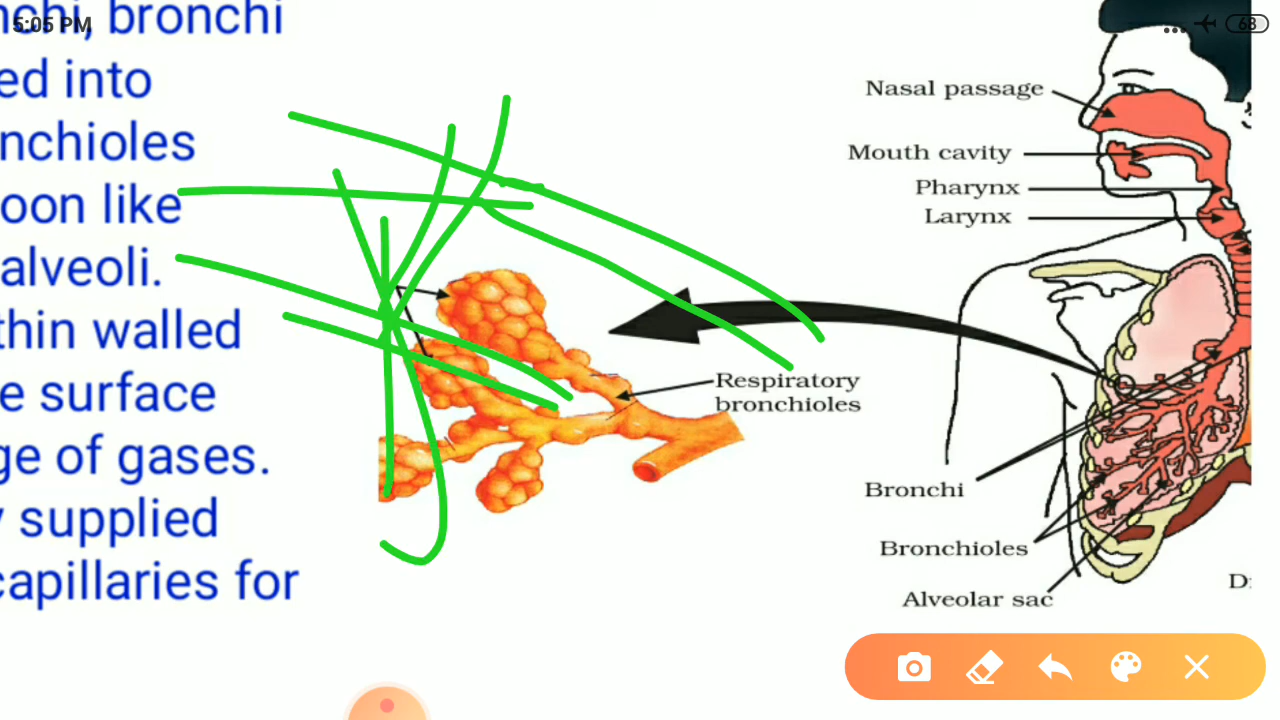 5:05 PM
68
nchi, bronchi
ed into
nchioles
oon like
alveoli.
thin walled
e surface
ge of gases.
y supplied
capillaries for
Nasal passage
Mouth cavity
Pharynx
Larynx
Respiratory
bronchioles
Bronchi
Bronchioles
Alveolar sac